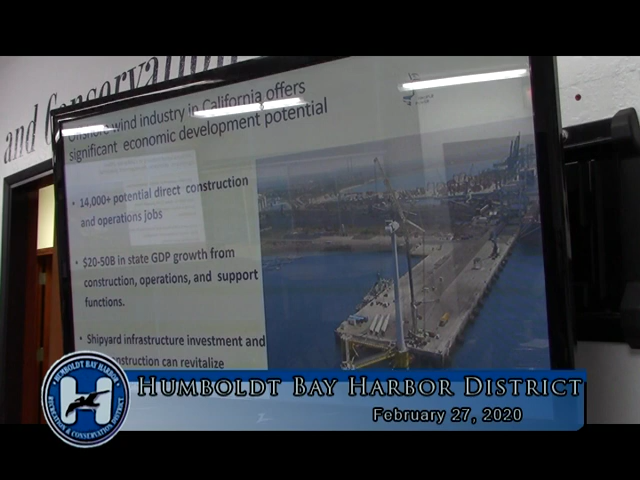 and Conservation
Offshore wind industry in California offers
significant economic development potential
• 14,000+ potential direct construction
and operations jobs
• $20-50B in state GDP growth from
construction, operations, and support
functions.
• Shipyard infrastructure investment and
construction can revitalize
HUMBOLDT BAY HARBOR
RECREATION & CONSERVATION DISTRICT
H
HUMBOLDT BAY HARBOR DISTRICT
February 27, 2020